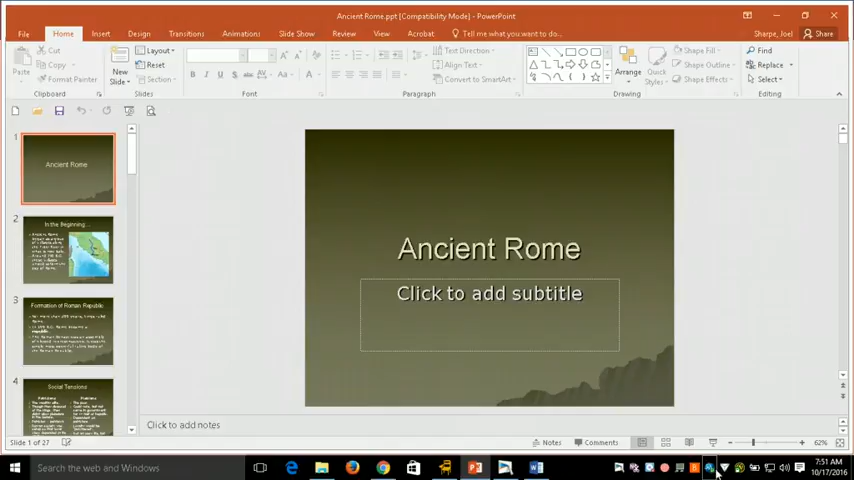 Ancient Rome.ppt [Compatibility Mode] - PowerPoint
File Home Insert Design Transitions Animations Slide Show Review View Acrobat Tell me what you want to do... Sharpe, Joel Share
Paste
Cut
Copy
Format Painter
Clipboard
New Slide
Layout
Reset
Section
Slides
Font
Text Direction
Align Text
Convert to SmartArt
Paragraph
Arrange
Quick Styles
Shape Fill
Shape Outline
Shape Effects
Drawing
Find
Replace
Select
Editing
1
Ancient Rome
2
In the Beginning...
3
Formation of Roman Republic
4
Social Tensions
Ancient Rome
Click to add subtitle
Click to add notes
Slide 1 of 27
Notes Comments 62%
Search the web and Windows
7:51 AM
10/17/2016